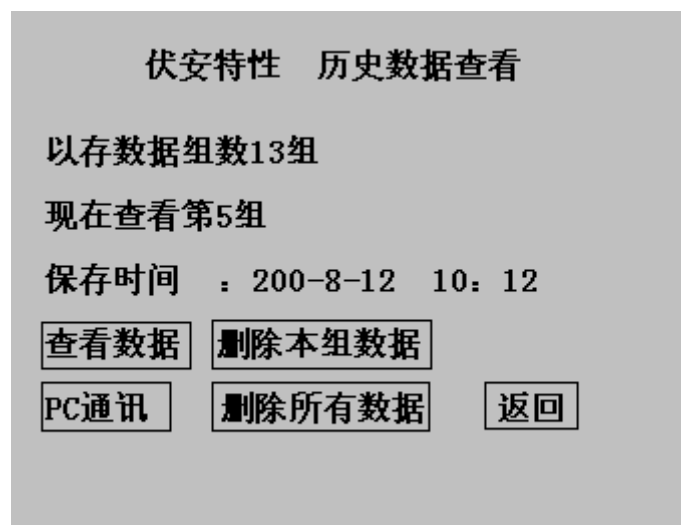 伏安特性 历史数据查看
以存数据组数13组
现在查看第5组
保存时间 : 200-8-12 10: 12
查看数据 删除本组数据
PC通讯 删除所有数据 返回